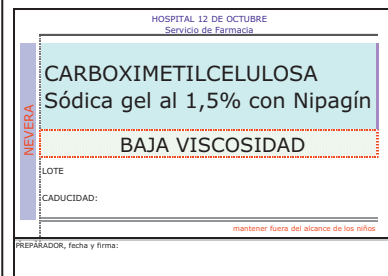 HOSPITAL 12 DE OCTUBRE
Servicio de Farmacia
NEVERA
CARBOXIMETILCELULOSA
Sódica gel al 1,5% con Nipagín
BAJA VISCOSIDAD
LOTE
CADUCIDAD:
mantener fuera del alcance de los niños
PREPARADOR, fecha y firma: